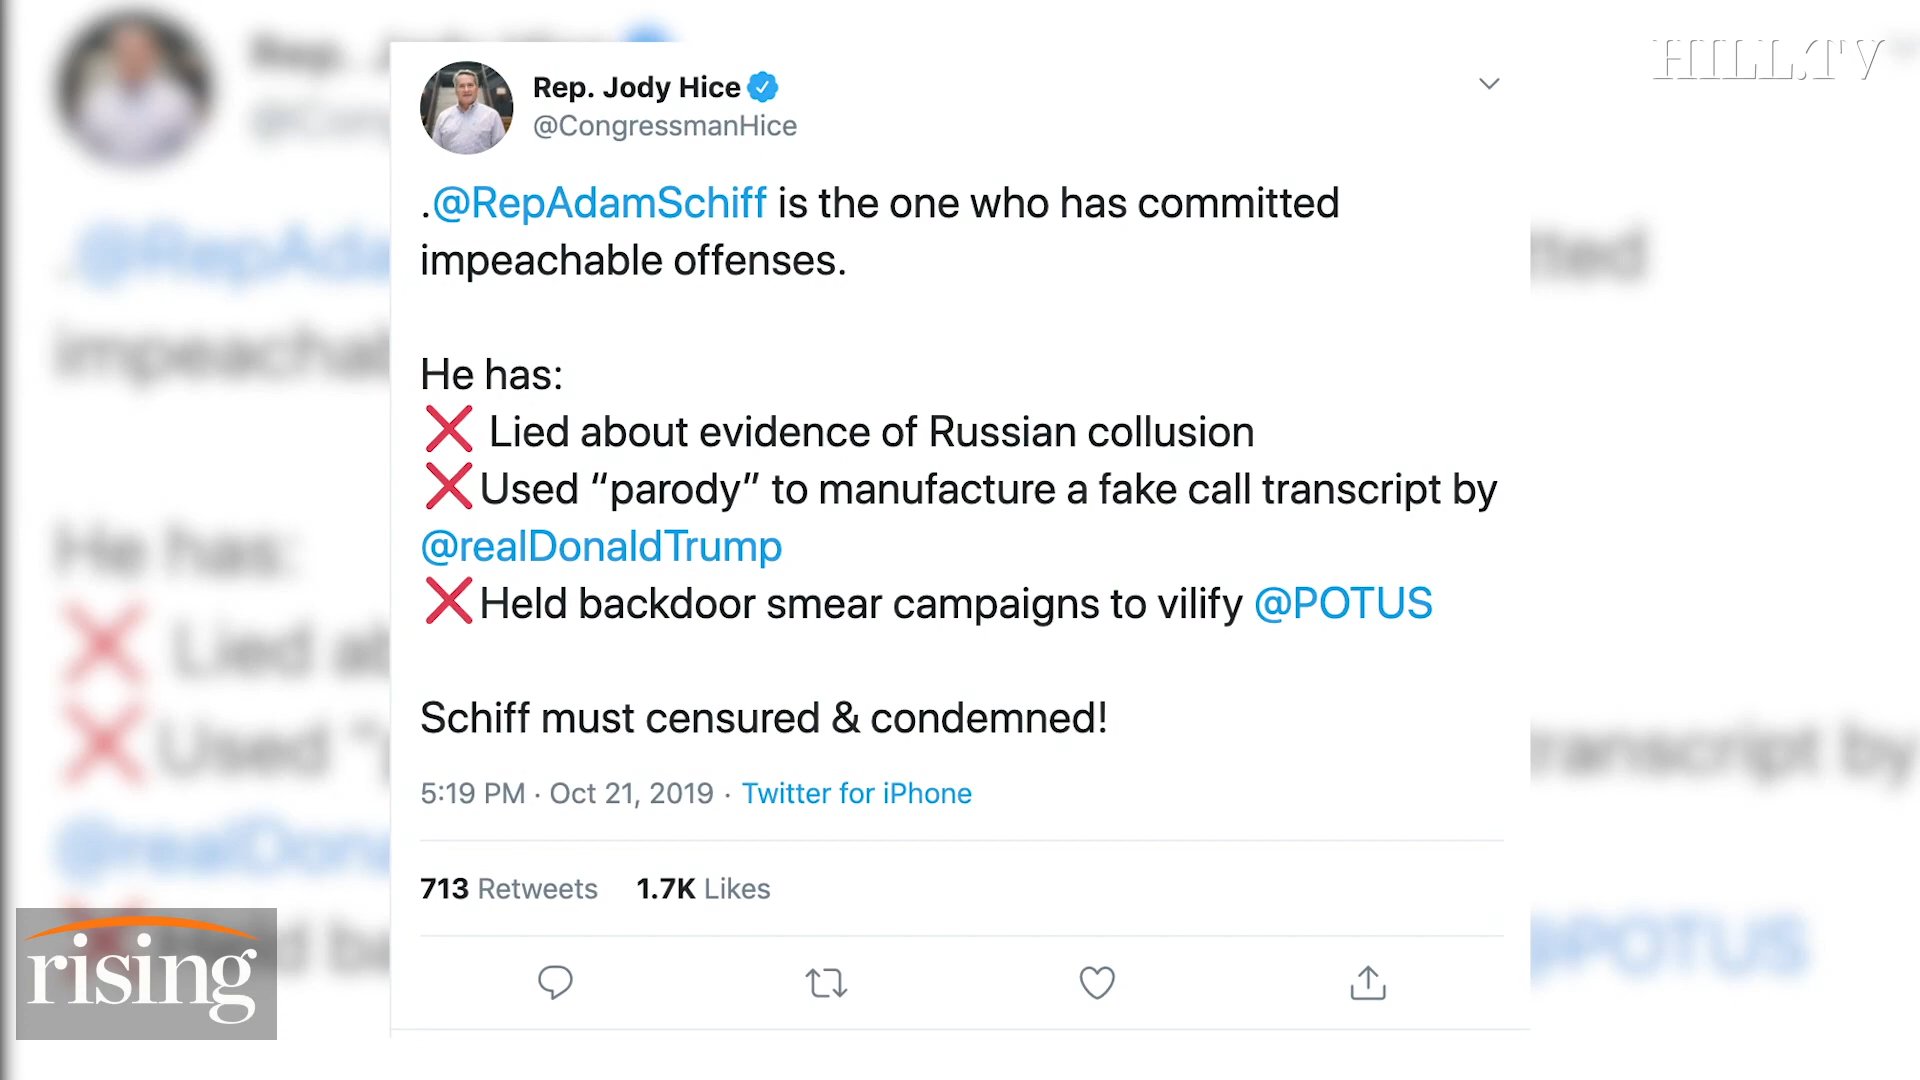 HILL.TV
Rep. Jody Hice
@CongressmanHice
.@RepAdamSchiff is the one who has committed
impeachable offenses.
He has:
❌ Lied about evidence of Russian collusion
❌Used “parody” to manufacture a fake call transcript by
@realDonaldTrump
❌Held backdoor smear campaigns to vilify @POTUS
Schiff must censured & condemned!
5:19 PM · Oct 21, 2019 · Twitter for iPhone
713 Retweets 1.7K Likes
rising